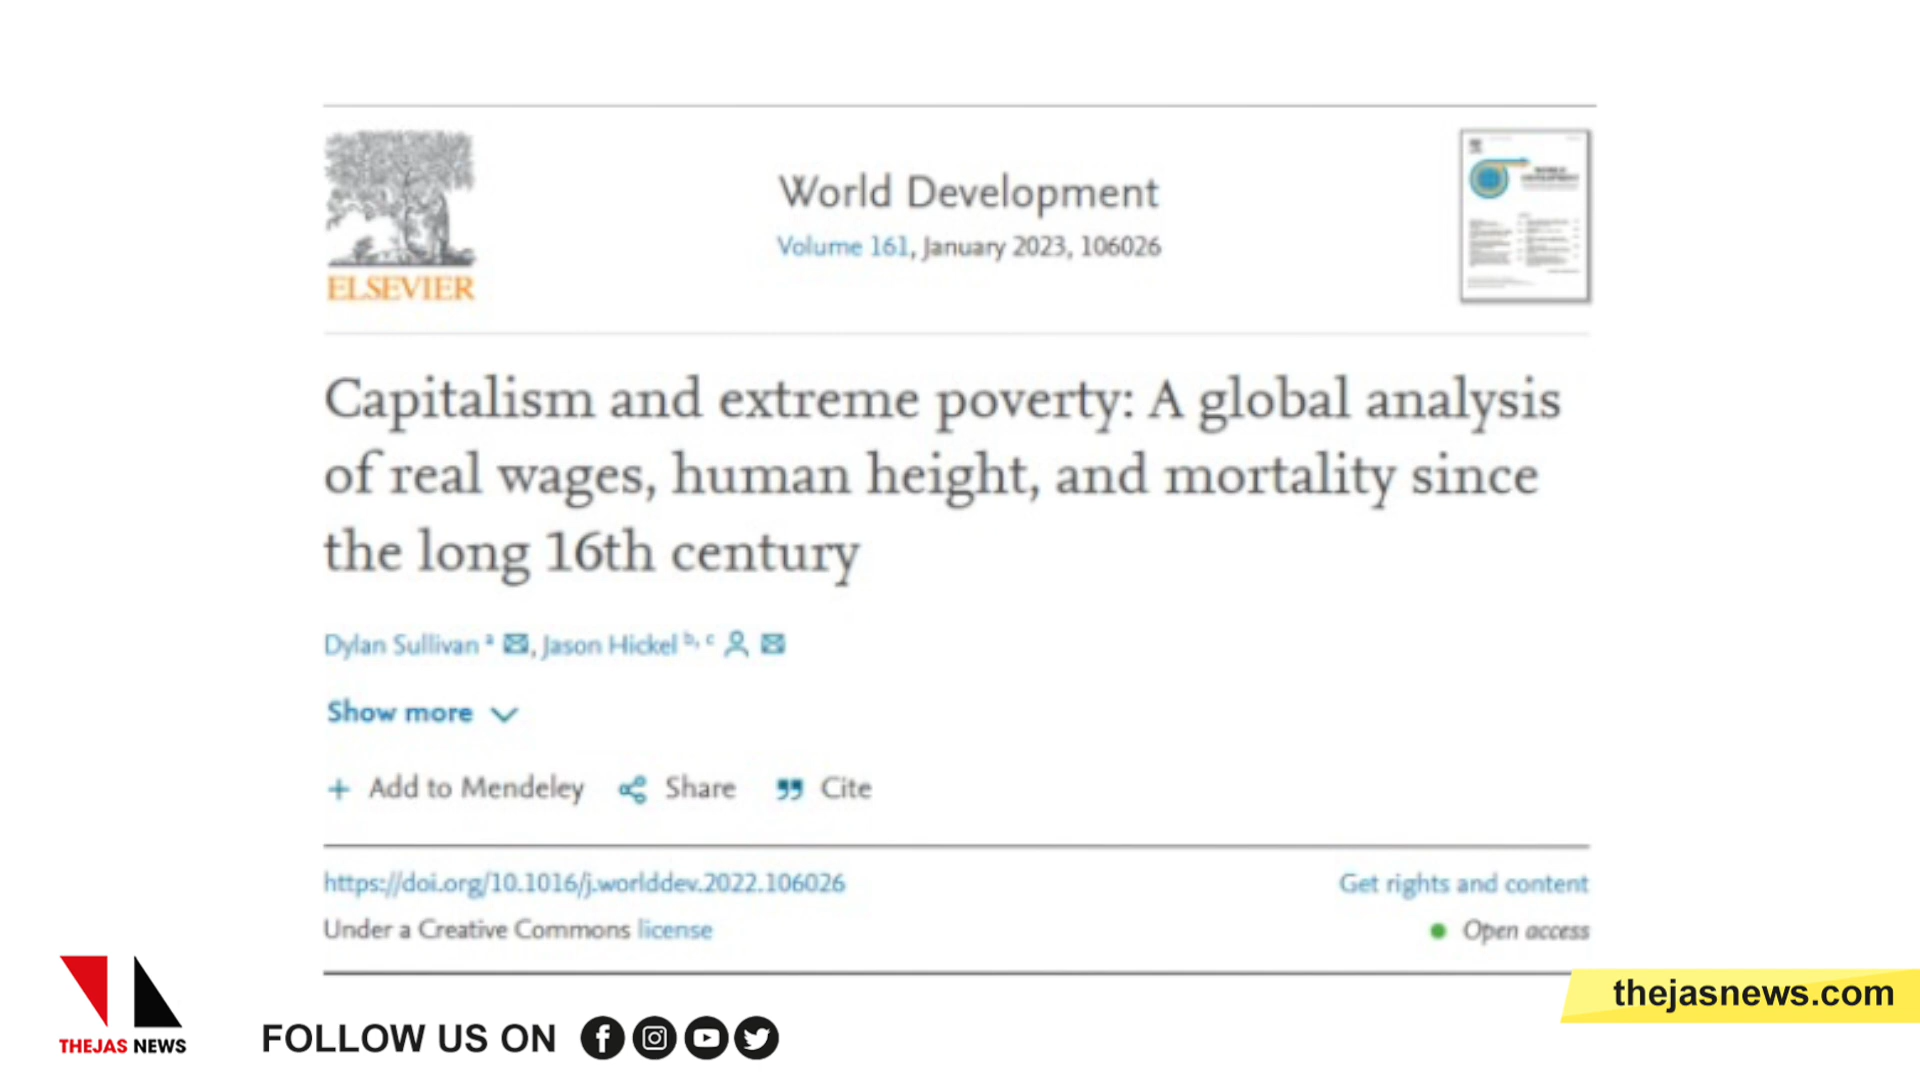 World Development
Volume 161, January 2023, 106026
ELSEVIER
Capitalism and extreme poverty: A global analysis
of real wages, human height, and mortality since
the long 16th century
Dylan Sullivan a, Jason Hickel b, c
Show more
+ Add to Mendeley Share Cite
https://doi.org/10.1016/j.worlddev.2022.106026 Get rights and content
Under a Creative Commons license Open access
thejasnews.com
THEJAS NEWS
FOLLOW US ON